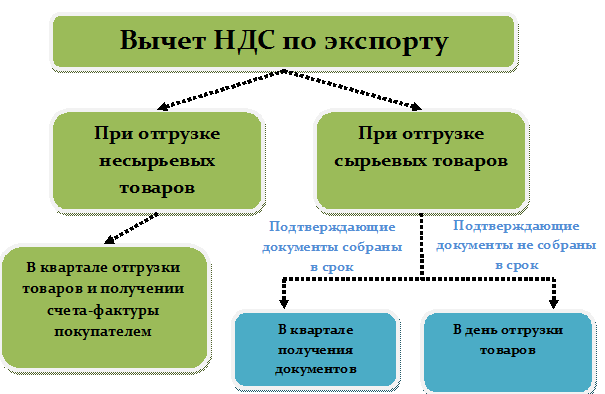 Вычет НДС по экспорту
При отгрузке
несырьевых
товаров
При отгрузке
сырьевых товаров
Подтверждающие
документы собраны
в срок
Подтверждающие
документы не собраны
в срок
В квартале отгрузки
товаров и получении
счета-фактуры
покупателем
В квартале
получения
документов
В день отгрузки
товаров